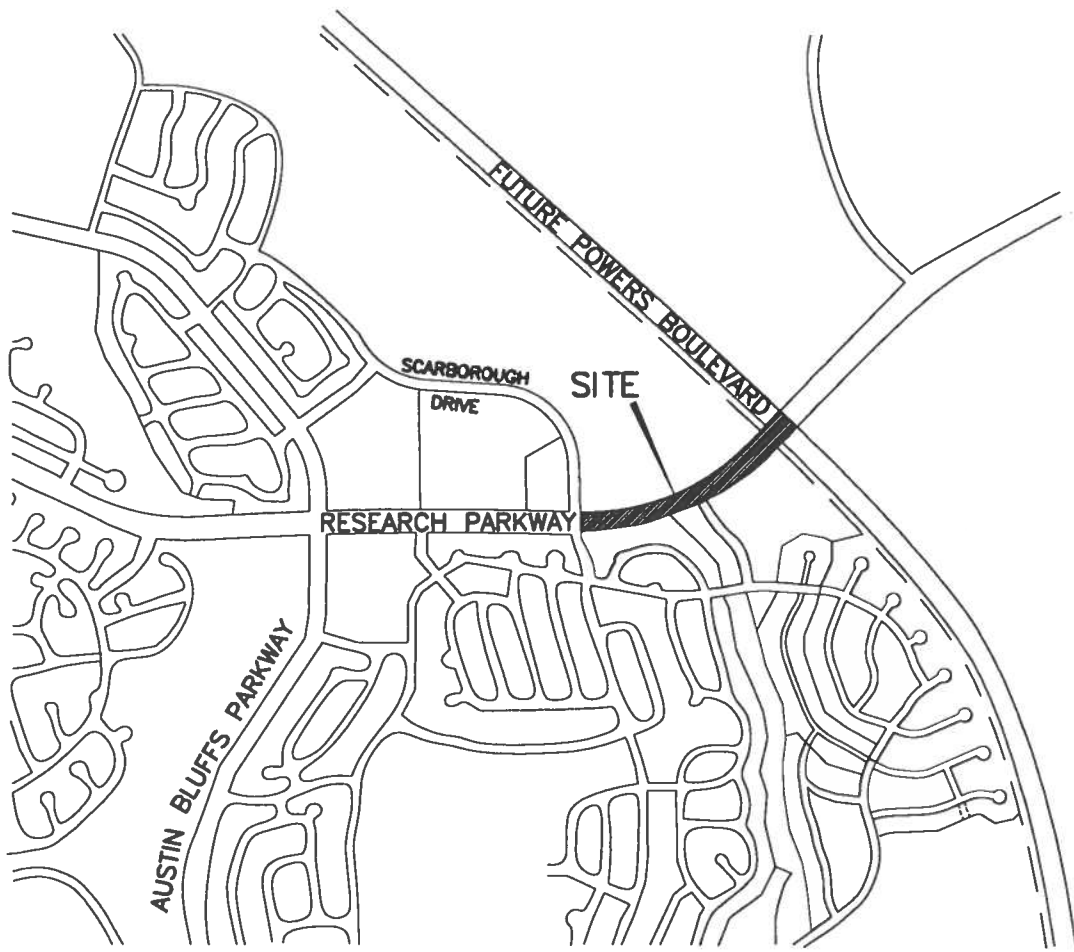 FUTURE POWERS BOULEVARD
SCARBOROUGH
DRIVE
SITE
RESEARCH PARKWAY
AUSTIN BLUFFS PARKWAY